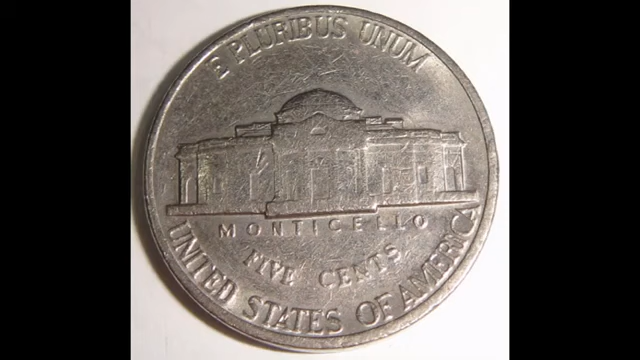 E PLURIBUS UNUM
MONTICELLO
FIVE CENTS
UNITED STATES OF AMERICA